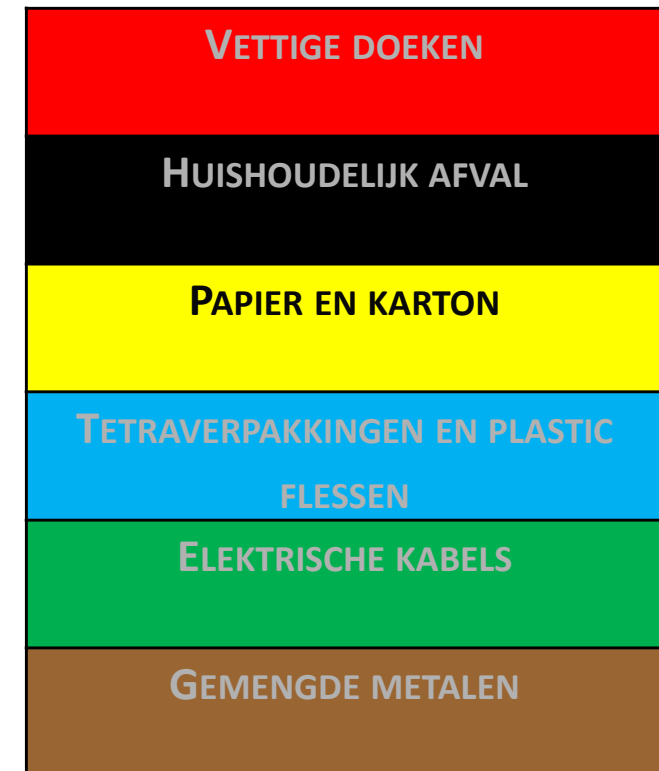 Vettige doeken
Huishoudelijk afval
Papier en karton
Tetraverpakkingen en plastic
flessen
Elektrische kabels
Gemengde metalen